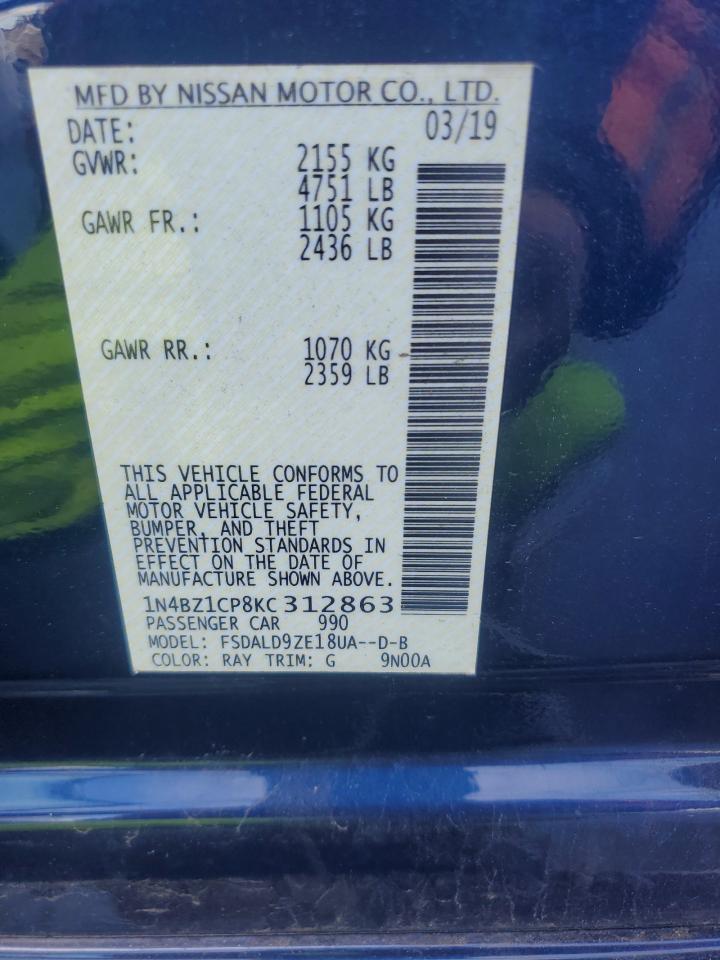 MFD BY NISSAN MOTOR CO., LTD.
DATE: 03/19
GVWR: 2155 KG
4751 LB
GAWR FR.: 1105 KG
2436 LB
GAWR RR.: 1070 KG
2359 LB
THIS VEHICLE CONFORMS TO
ALL APPLICABLE FEDERAL
MOTOR VEHICLE SAFETY,
BUMPER, AND THEFT
PREVENTION STANDARDS IN
EFFECT ON THE DATE OF
MANUFACTURE SHOWN ABOVE.
1N4BZ1CP8KC312863
PASSENGER CAR 990
MODEL: FSDALD9ZE18UA--D-B
COLOR: RAY TRIM: G 9N00A